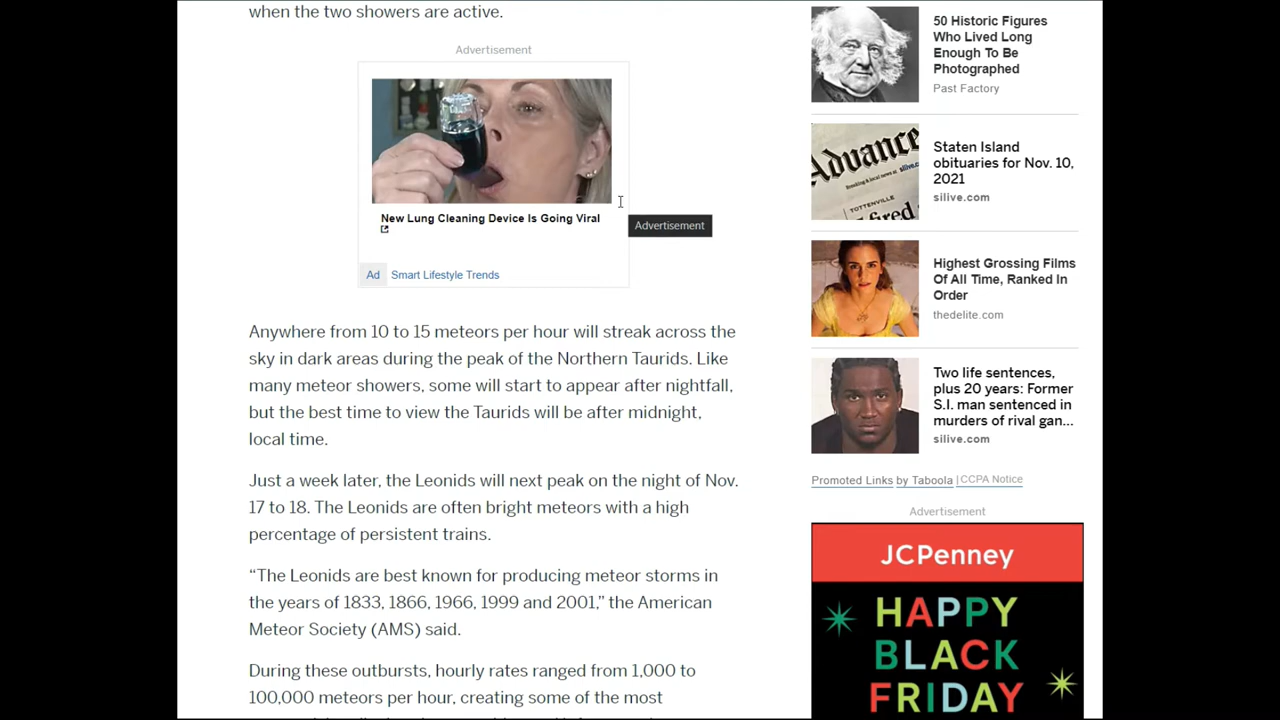 when the two showers are active.
Advertisement
New Lung Cleaning Device Is Going Viral
Advertisement
Ad Smart Lifestyle Trends
Anywhere from 10 to 15 meteors per hour will streak across the
sky in dark areas during the peak of the Northern Taurids. Like
many meteor showers, some will start to appear after nightfall,
but the best time to view the Taurids will be after midnight,
local time.
Just a week later, the Leonids will next peak on the night of Nov.
17 to 18. The Leonids are often bright meteors with a high
percentage of persistent trains.
“The Leonids are best known for producing meteor storms in
the years of 1833, 1866, 1966, 1999 and 2001,” the American
Meteor Society (AMS) said.
During these outbursts, hourly rates ranged from 1,000 to
100,000 meteors per hour, creating some of the most
50 Historic Figures
Who Lived Long
Enough To Be
Photographed
Past Factory
Advance
silive.com
TOTTENVILLE
Staten Island
obituaries for Nov. 10,
2021
silive.com
Highest Grossing Films
Of All Time, Ranked In
Order
thedelite.com
Two life sentences,
plus 20 years: Former
S.I. man sentenced in
murders of rival gan...
silive.com
Promoted Links by Taboola | CCPA Notice
Advertisement
JCPenney
HAPPY
BLACK
FRIDAY